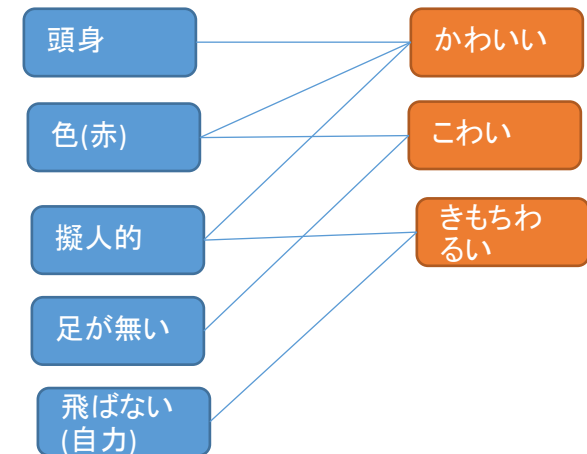 頭身
かわいい
色(赤)
こわい
擬人的
きもちわ
るい
足が無い
飛ばない
(自力)